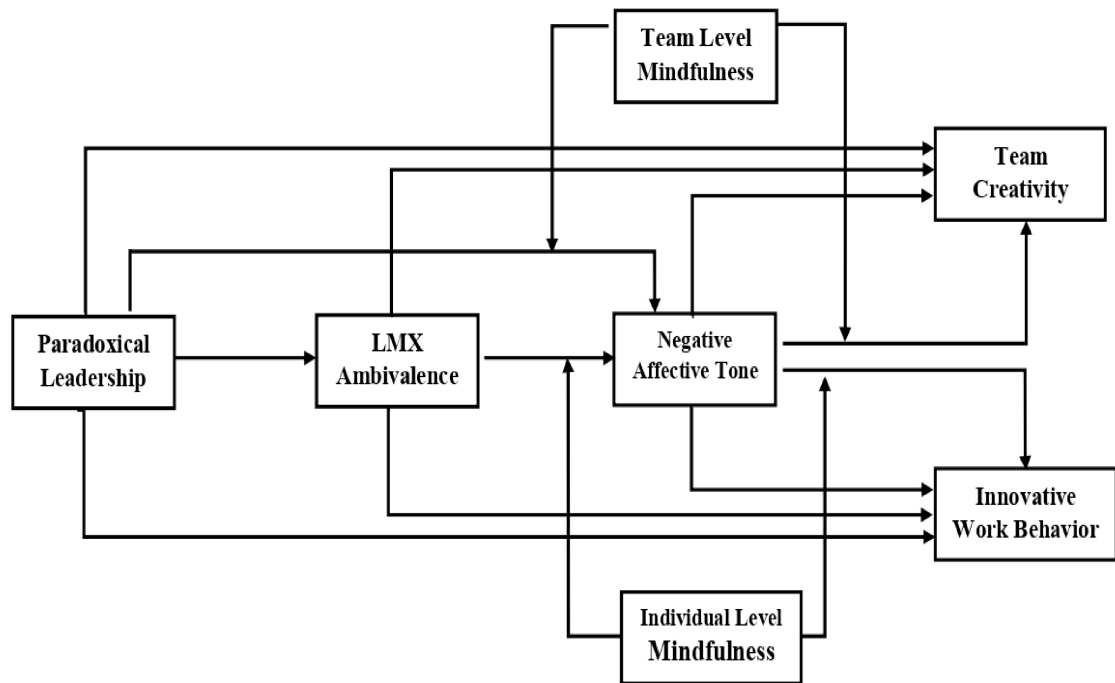 Team Level
Mindfulness
Team
Creativity
Paradoxical
Leadership
LMX
Ambivalence
Negative
Affective Tone
Innovative
Work Behavior
Individual Level
Mindfulness